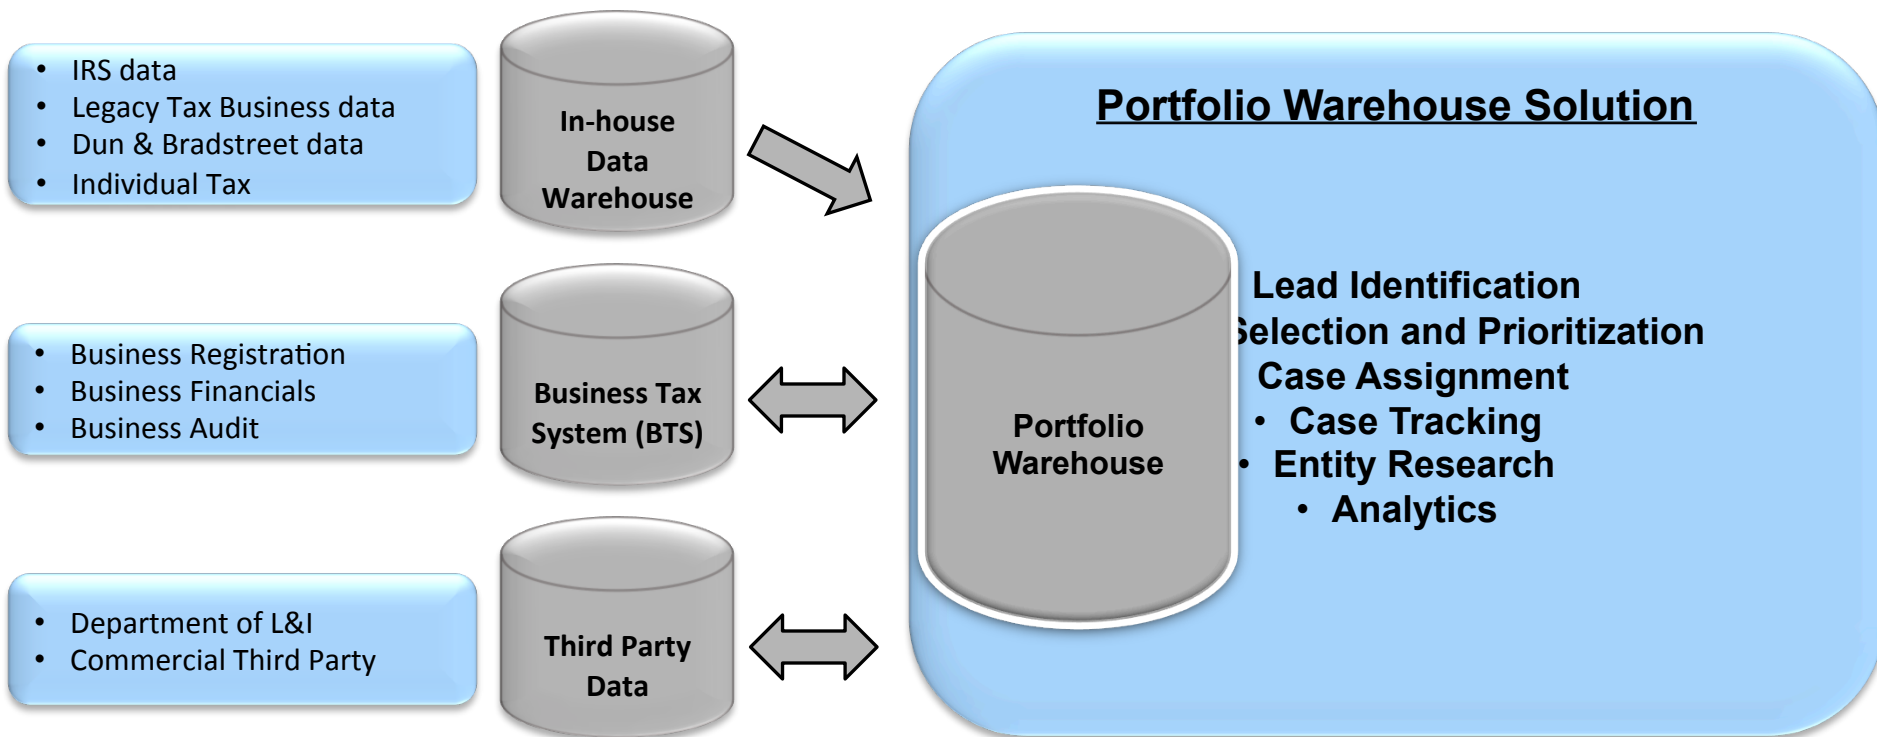 • IRS data
• Legacy Tax Business data
• Dun & Bradstreet data
• Individual Tax
In-house
Data
Warehouse
• Business Registration
• Business Financials
• Business Audit
Business Tax
System (BTS)
• Department of L&I
• Commercial Third Party
Third Party
Data
Portfolio Warehouse Solution
Portfolio
Warehouse
Lead Identification
Selection and Prioritization
Case Assignment
• Case Tracking
• Entity Research
• Analytics